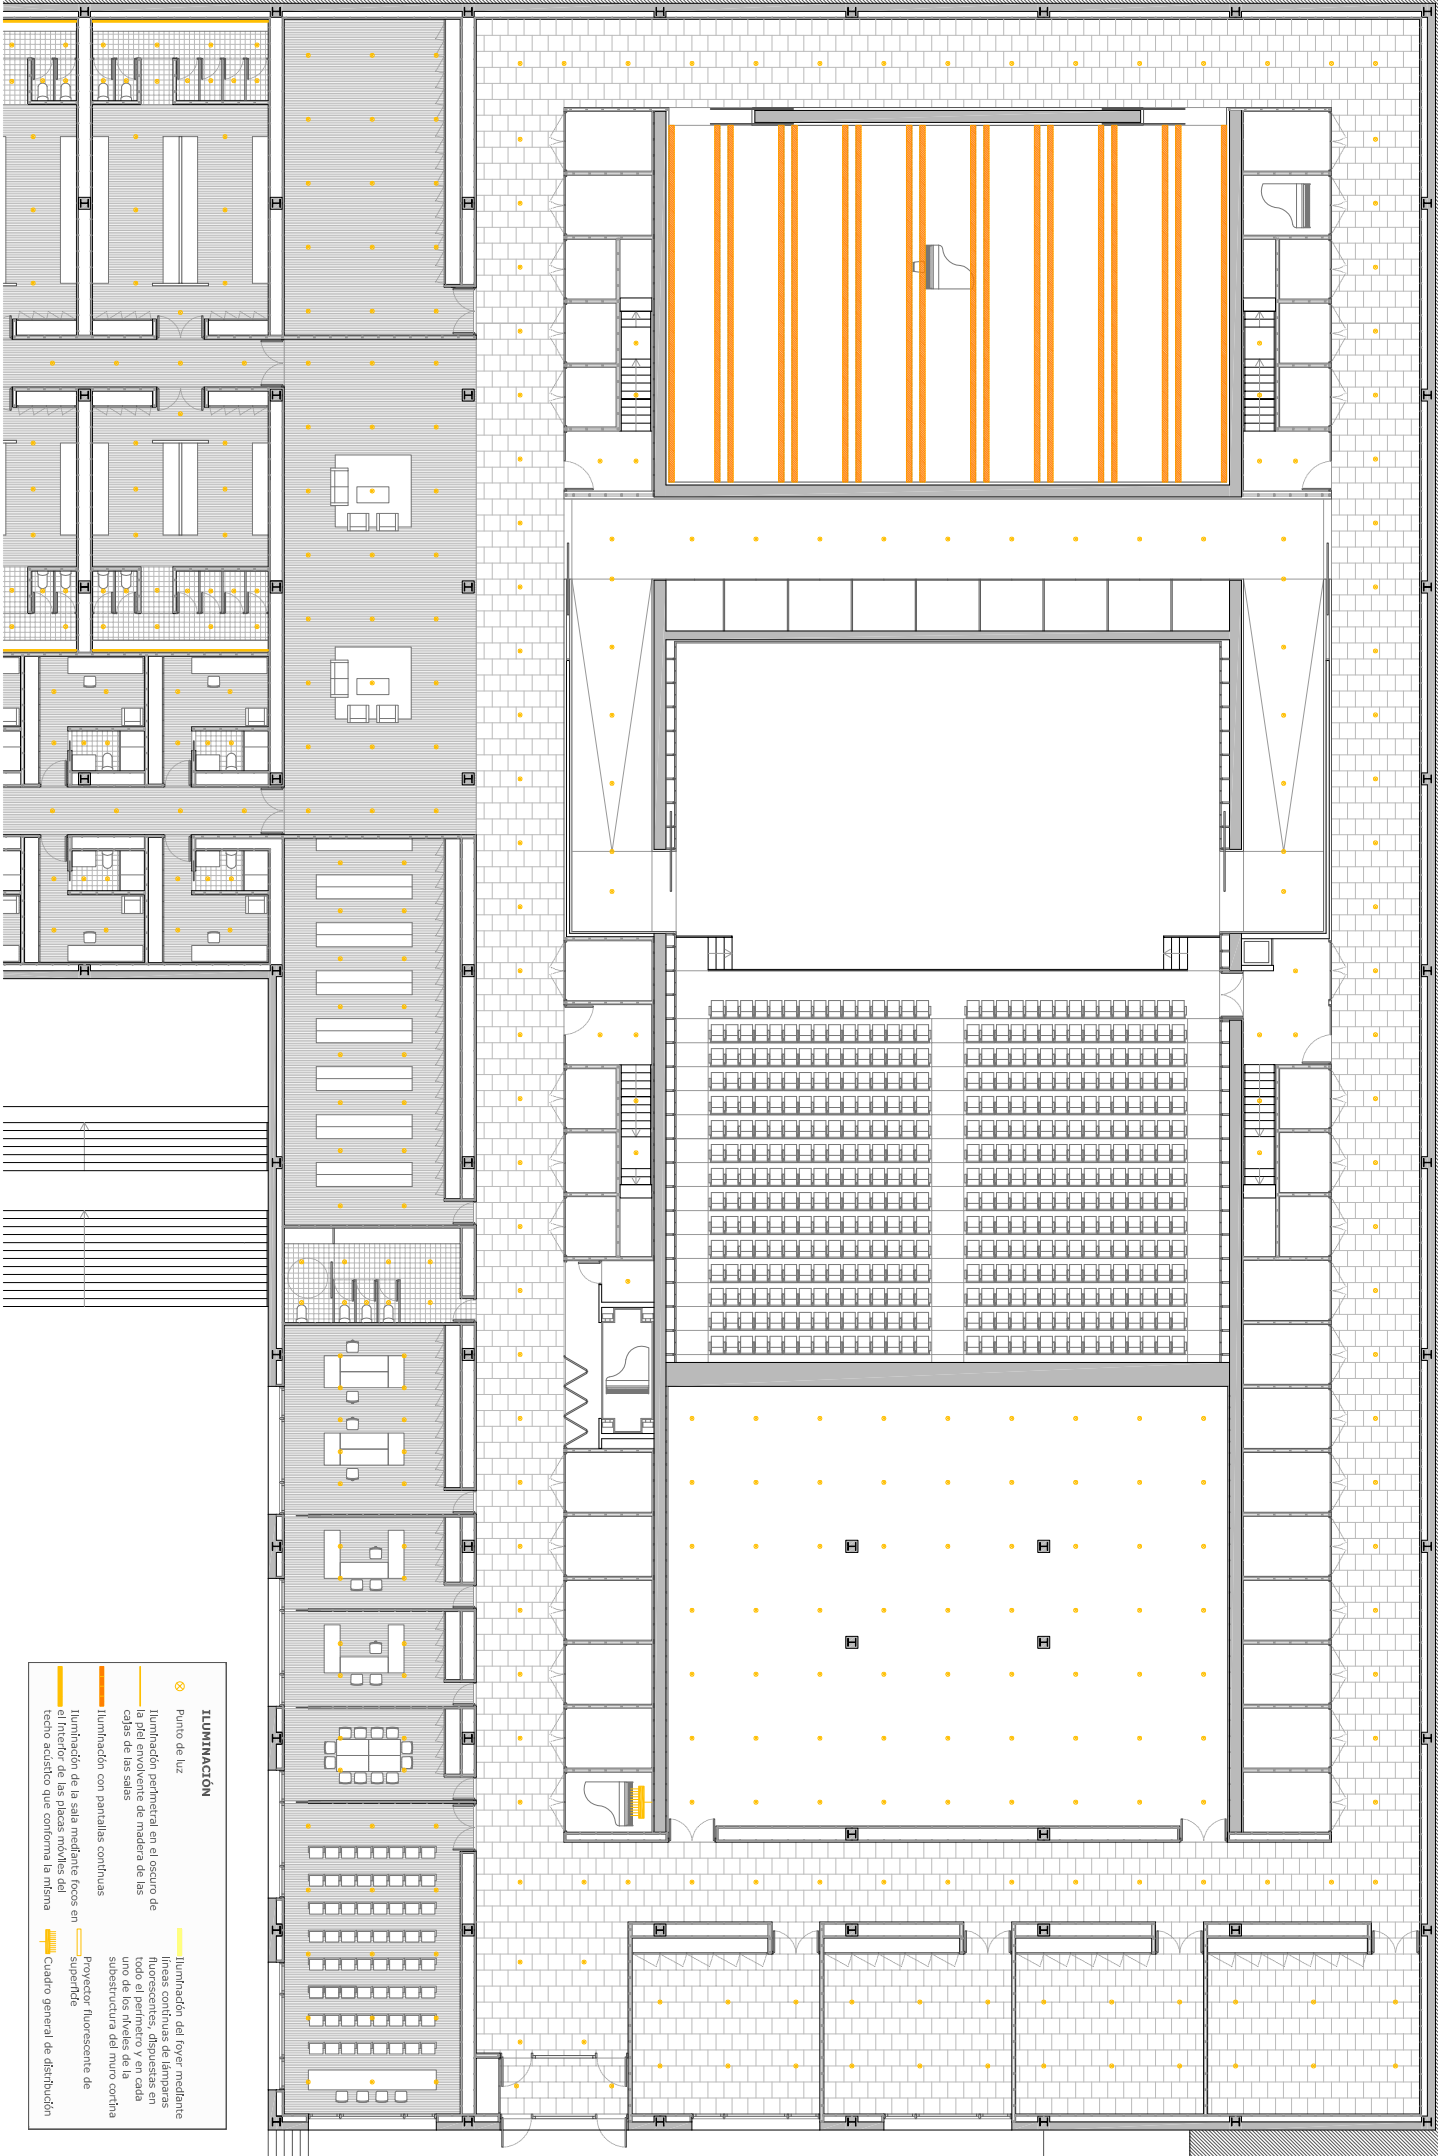 ILUMINACIÓN
Punto de luz
Iluminación perimetral en el oscuro de
la piel envolvente de madera de las
cajas de las salas
Iluminación con pantallas contínuas
Iluminación de la sala mediante focos en
el interior de las placas móviles del
techo acústico que conforma la misma
Iluminación del foyer mediante
líneas contínuas de lámparas
fluorescentes, dispuestas en
todo el perímetro y en cada
uno de los niveles de la
subestructura del muro cortina
Proyector fluorescente de
superficie
Cuadro general de distribución